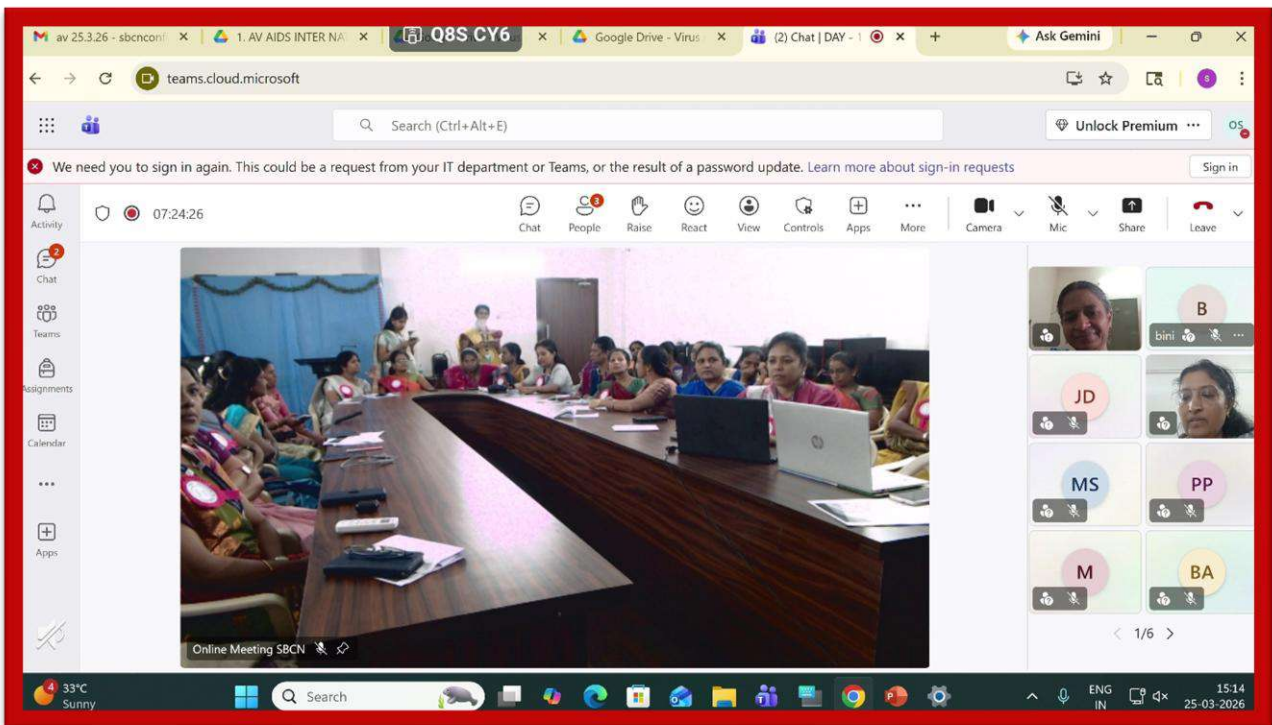 av 25.3.26 - sbcnconf
1. AV AIDS INTER NA
Q8S CY6
Google Drive - Virus
(2) Chat | DAY - 1
Ask Gemini
teams.cloud.microsoft
S
Search (Ctrl+Alt+E)
Unlock Premium
OS
We need you to sign in again. This could be a request from your IT department or Teams, or the result of a password update. Learn more about sign-in requests
Sign in
07:24:26
3
Chat
People
Raise
React
View
Controls
Apps
More
Camera
Mic
Share
Leave
Activity
2
Chat
Teams
Assignments
Calendar
Apps
B
bini
JD
MS
PP
M
BA
1/6
hp
Online Meeting SBCN
4
33°C
Sunny
Search
ENG
IN
15:14
25-03-2026